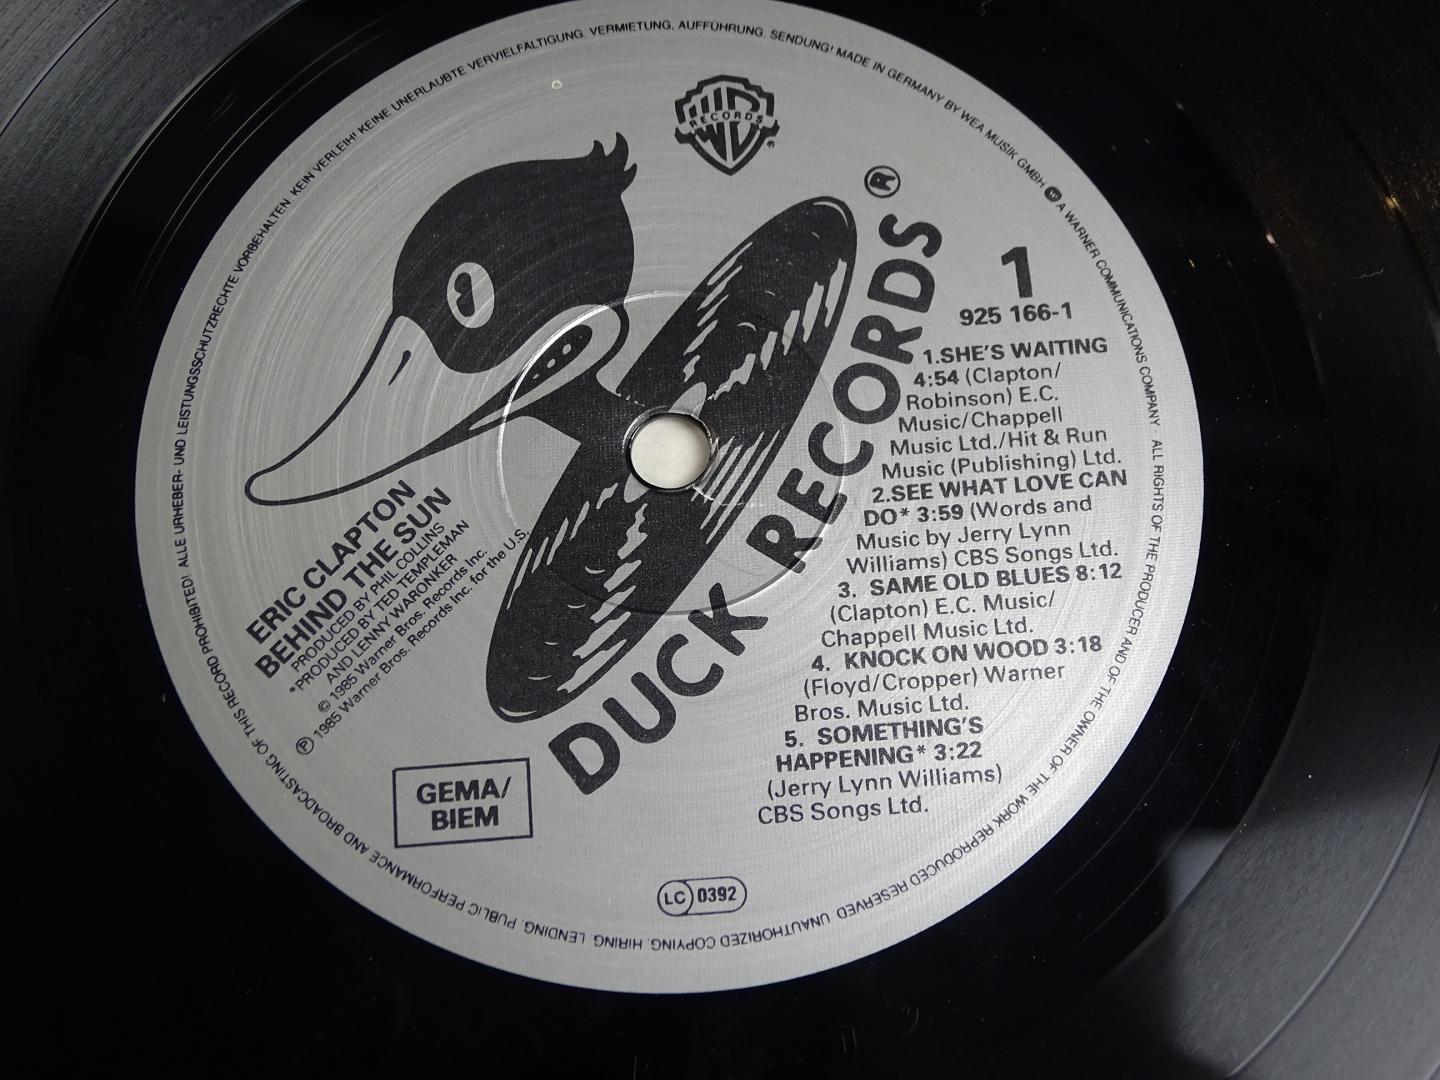 ALLE URHEBER- UND LEISTUNGSSCHUTZRECHTE VORBEHALTEN. KEIN VERLEIH! KEINE UNERLAUBTE VERVIELFÄLTIGUNG, VERMIETUNG, AUFFÜHRUNG, SENDUNG! MADE IN GERMANY BY WEA MUSIK GMBH
A WARNER COMMUNICATIONS COMPANY · ALL RIGHTS OF THE PRODUCER AND OF THE OWNER OF THE WORK REPRODUCED RESERVED. UNAUTHORIZED COPYING, HIRING, LENDING, PUBLIC PERFORMANCE AND BROADCASTING OF THIS RECORD PROHIBITED!
RECORDS ®
DUCK RECORDS ®
1
925 166-1
1.SHE'S WAITING
4:54 (Clapton/
Robinson) E.C.
Music/Chappell
Music Ltd./Hit & Run
Music (Publishing) Ltd.
2.SEE WHAT LOVE CAN
DO* 3:59 (Words and
Music by Jerry Lynn
Williams) CBS Songs Ltd.
3. SAME OLD BLUES 8:12
(Clapton) E.C. Music/
Chappell Music Ltd.
4. KNOCK ON WOOD 3:18
(Floyd/Cropper) Warner
Bros. Music Ltd.
5. SOMETHING'S
HAPPENING* 3:22
(Jerry Lynn Williams)
CBS Songs Ltd.
ERIC CLAPTON
BEHIND THE SUN
PRODUCED BY PHIL COLLINS
*PRODUCED BY TED TEMPLEMAN
AND LENNY WARONKER
© 1985 Warner Bros. Records Inc.
℗ 1985 Warner Bros. Records Inc. for the U.S.
GEMA/
BIEM
LC 0392